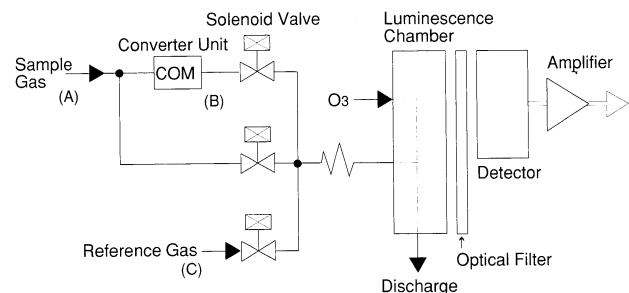 Solenoid Valve
Luminescence
Chamber
Converter Unit
Amplifier
Sample
Gas
COM
(A)
(B)
O3
Detector
Reference Gas
(C)
Optical Filter
Discharge